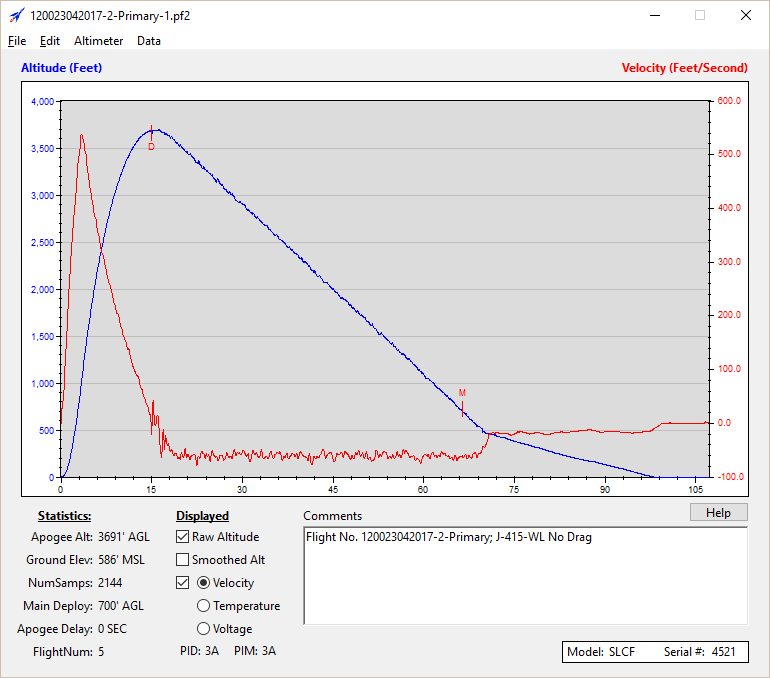 120023042017-2-Primary-1.pf2
File Edit Altimeter Data
Altitude (Feet) Velocity (Feet/Second)
4,000 600.0
3,500 500.0
3,000 400.0
2,500 300.0
2,000 200.0
1,500 100.0
1,000 0.0
500 -100.0
0
D
M
0 15 30 45 60 75 90 105
Statistics: Displayed Comments Help
Apogee Alt: 3691' AGL Raw Altitude Flight No. 120023042017-2-Primary; J-415-WL No Drag
Ground Elev: 586' MSL Smoothed Alt
NumSamps: 2144 Velocity
Main Deploy: 700' AGL Temperature
Apogee Delay: 0 SEC Voltage
FlightNum: 5 PID: 3A PIM: 3A Model: SLCF Serial #: 4521